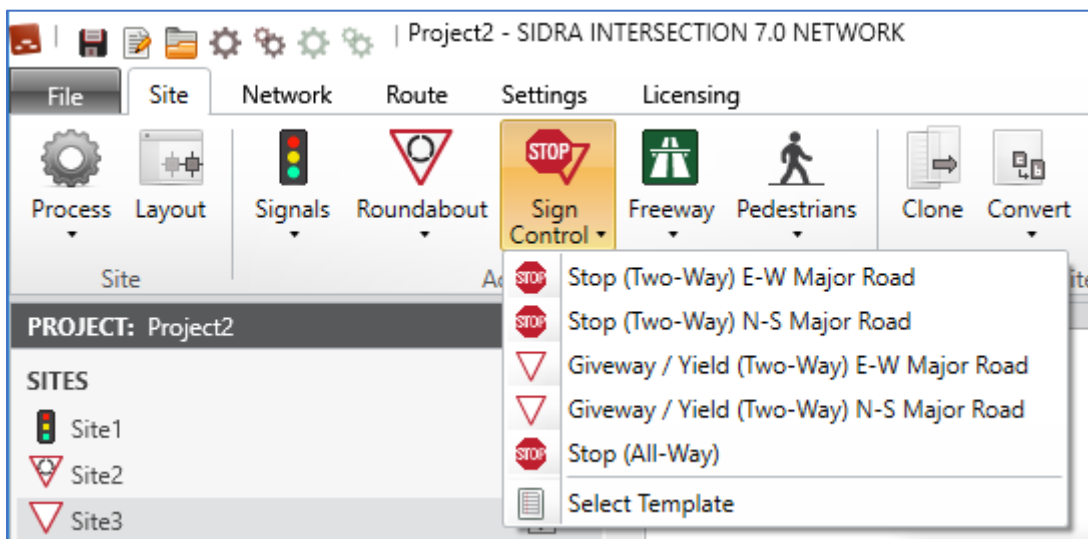 Project2 - SIDRA INTERSECTION 7.0 NETWORK
File Site Network Route Settings Licensing
STOP
Process Layout Signals Roundabout Sign Control Freeway Pedestrians Clone Convert
Site
PROJECT: Project2
SITES
Site1
Site2
Site3
STOP Stop (Two-Way) E-W Major Road
STOP Stop (Two-Way) N-S Major Road
Giveway / Yield (Two-Way) E-W Major Road
Giveway / Yield (Two-Way) N-S Major Road
STOP Stop (All-Way)
Select Template